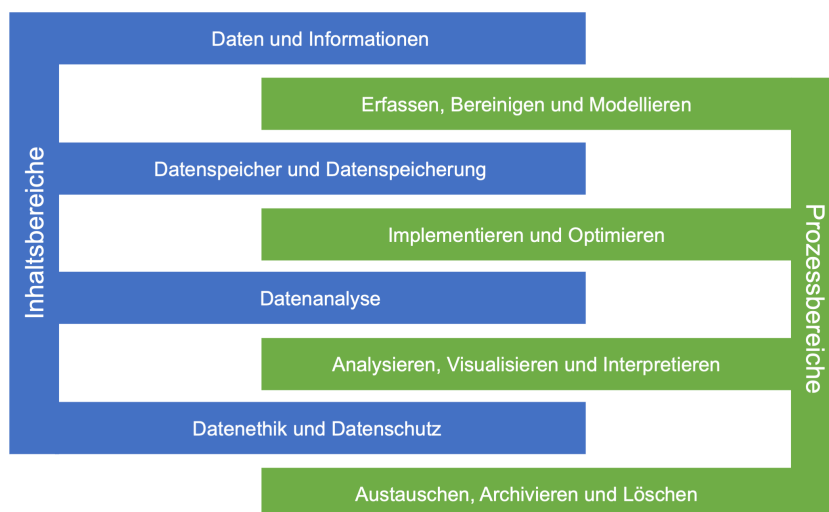 Daten und Informationen
Erfassen, Bereinigen und Modellieren
Datenspeicher und Datenspeicherung
Implementieren und Optimieren
Datenanalyse
Analysieren, Visualisieren und Interpretieren
Datenethik und Datenschutz
Austauschen, Archivieren und Löschen
Inhaltsbereiche
Prozessbereiche